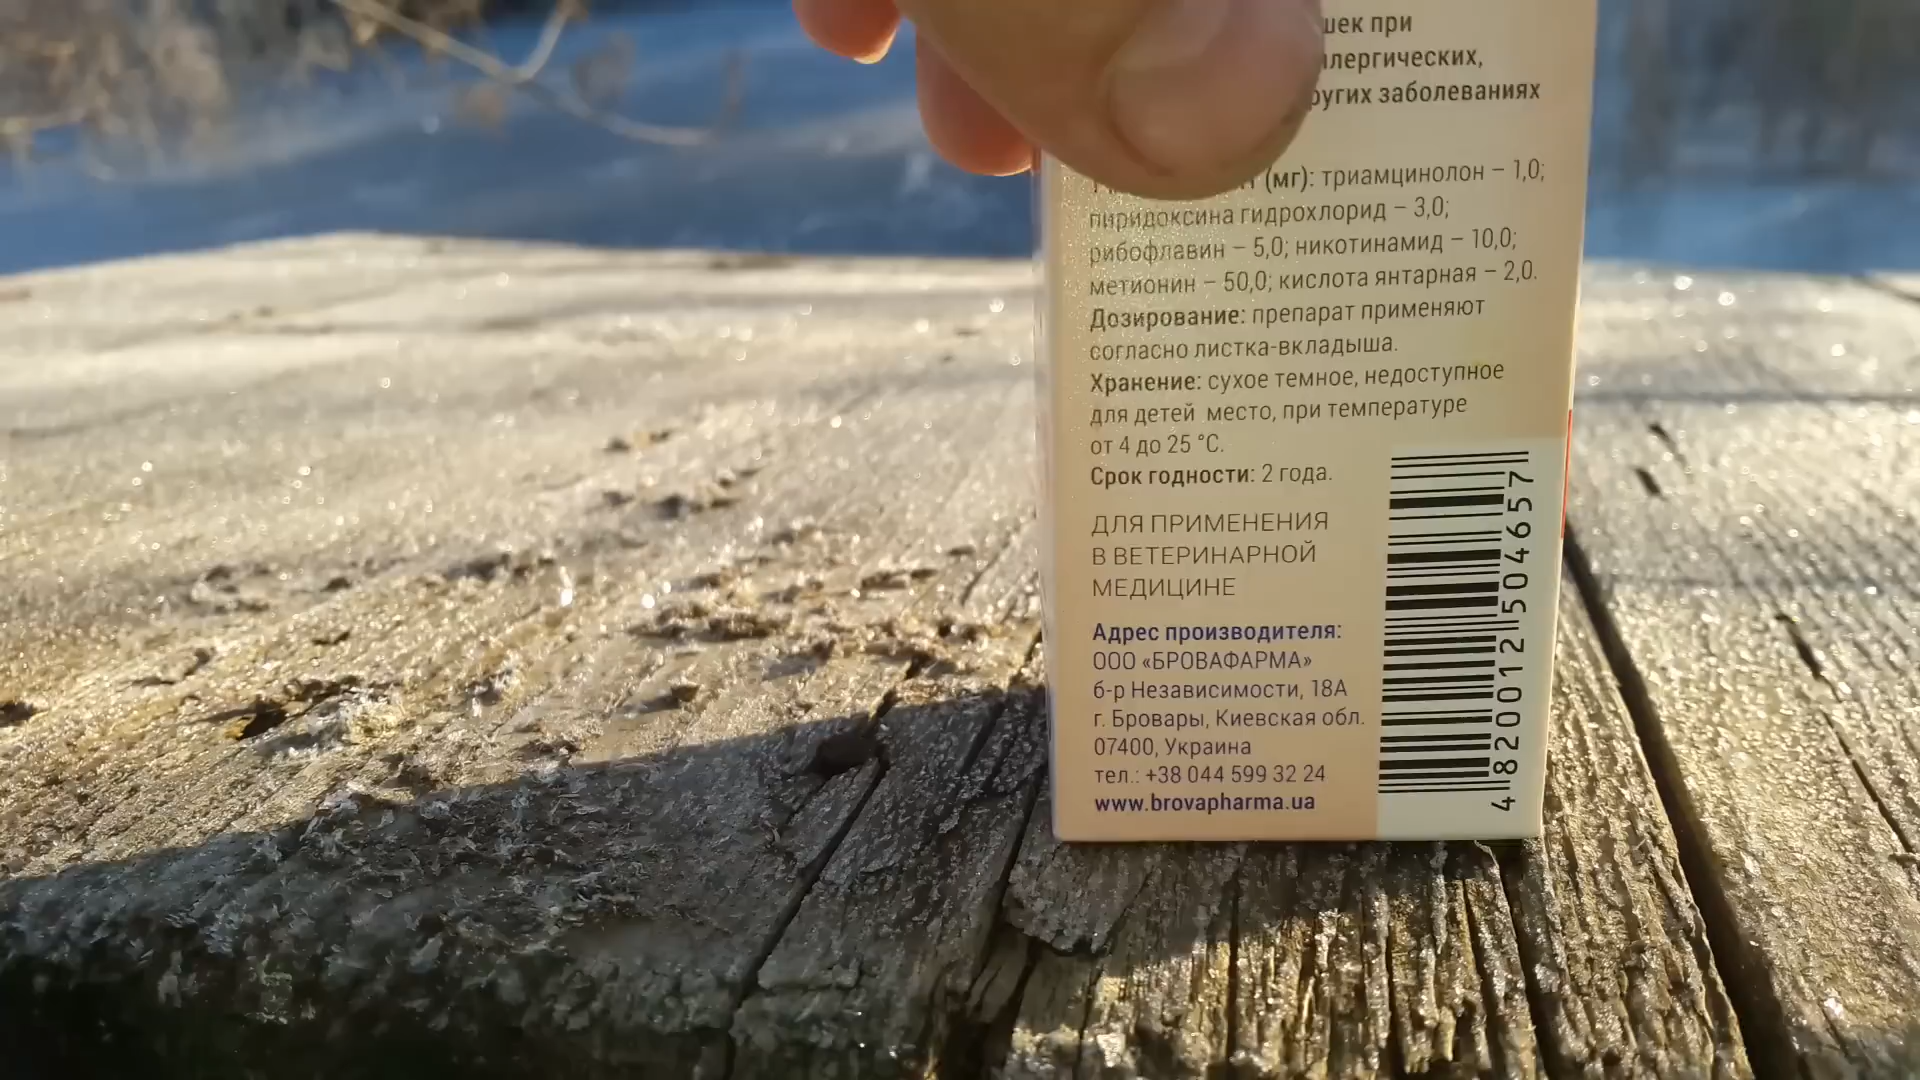 шек при
ллергических,
ругих заболеваниях
(мг): триамцинолон – 1,0;
пиридоксина гидрохлорид – 3,0;
рибофлавин – 5,0; никотинамид – 10,0;
метионин – 50,0; кислота янтарная – 2,0.
Дозирование: препарат применяют
согласно листка-вкладыша.
Хранение: сухое темное, недоступное
для детей место, при температуре
от 4 до 25 °С.
Срок годности: 2 года.
ДЛЯ ПРИМЕНЕНИЯ
В ВЕТЕРИНАРНОЙ
МЕДИЦИНЕ
Адрес производителя:
ООО «БРОВАФАРМА»
б-р Независимости, 18А
г. Бровары, Киевская обл.
07400, Украина
тел.: +38 044 599 32 24
www.brovapharma.ua
4 820012 504657